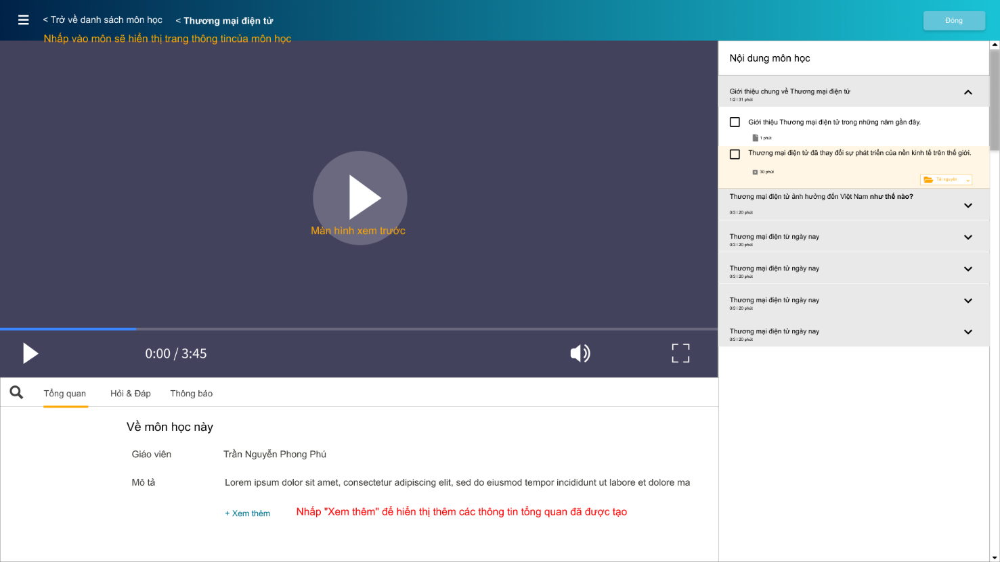 < Trở về danh sách môn học < Thương mại điện tử
Đóng
Nhấp vào môn sẽ hiển thị trang thông tincủa môn học
Màn hình xem trước
0:00 / 3:45
Nội dung môn học
Giới thiệu chung về Thương mại điện tử
1/2 I 31 phút
Giới thiệu Thương mại điện tử trong những năm gần đây.
1 phút
Thương mại điện tử đã thay đổi sự phát triển của nền kinh tế trên thế giới.
30 phút
Tài nguyên
Thương mại điện tử ảnh hưởng đến Việt Nam như thế nào?
0/3 I 20 phút
Thương mại điện từ ngày nay
0/3 I 20 phút
Thương mại điện tử ngày nay
0/3 I 20 phút
Thương mại điện tử ngày nay
0/3 I 20 phút
Thương mại điện tử ngày nay
0/3 I 20 phút
Tổng quan Hỏi & Đáp Thông báo
Về môn học này
Giáo viên Trần Nguyễn Phong Phú
Mô tả Lorem ipsum dolor sit amet, consectetur adipiscing elit, sed do eiusmod tempor incididunt ut labore et dolore ma
+ Xem thêm Nhấp "Xem thêm" để hiển thị thêm các thông tin tổng quan đã được tạo